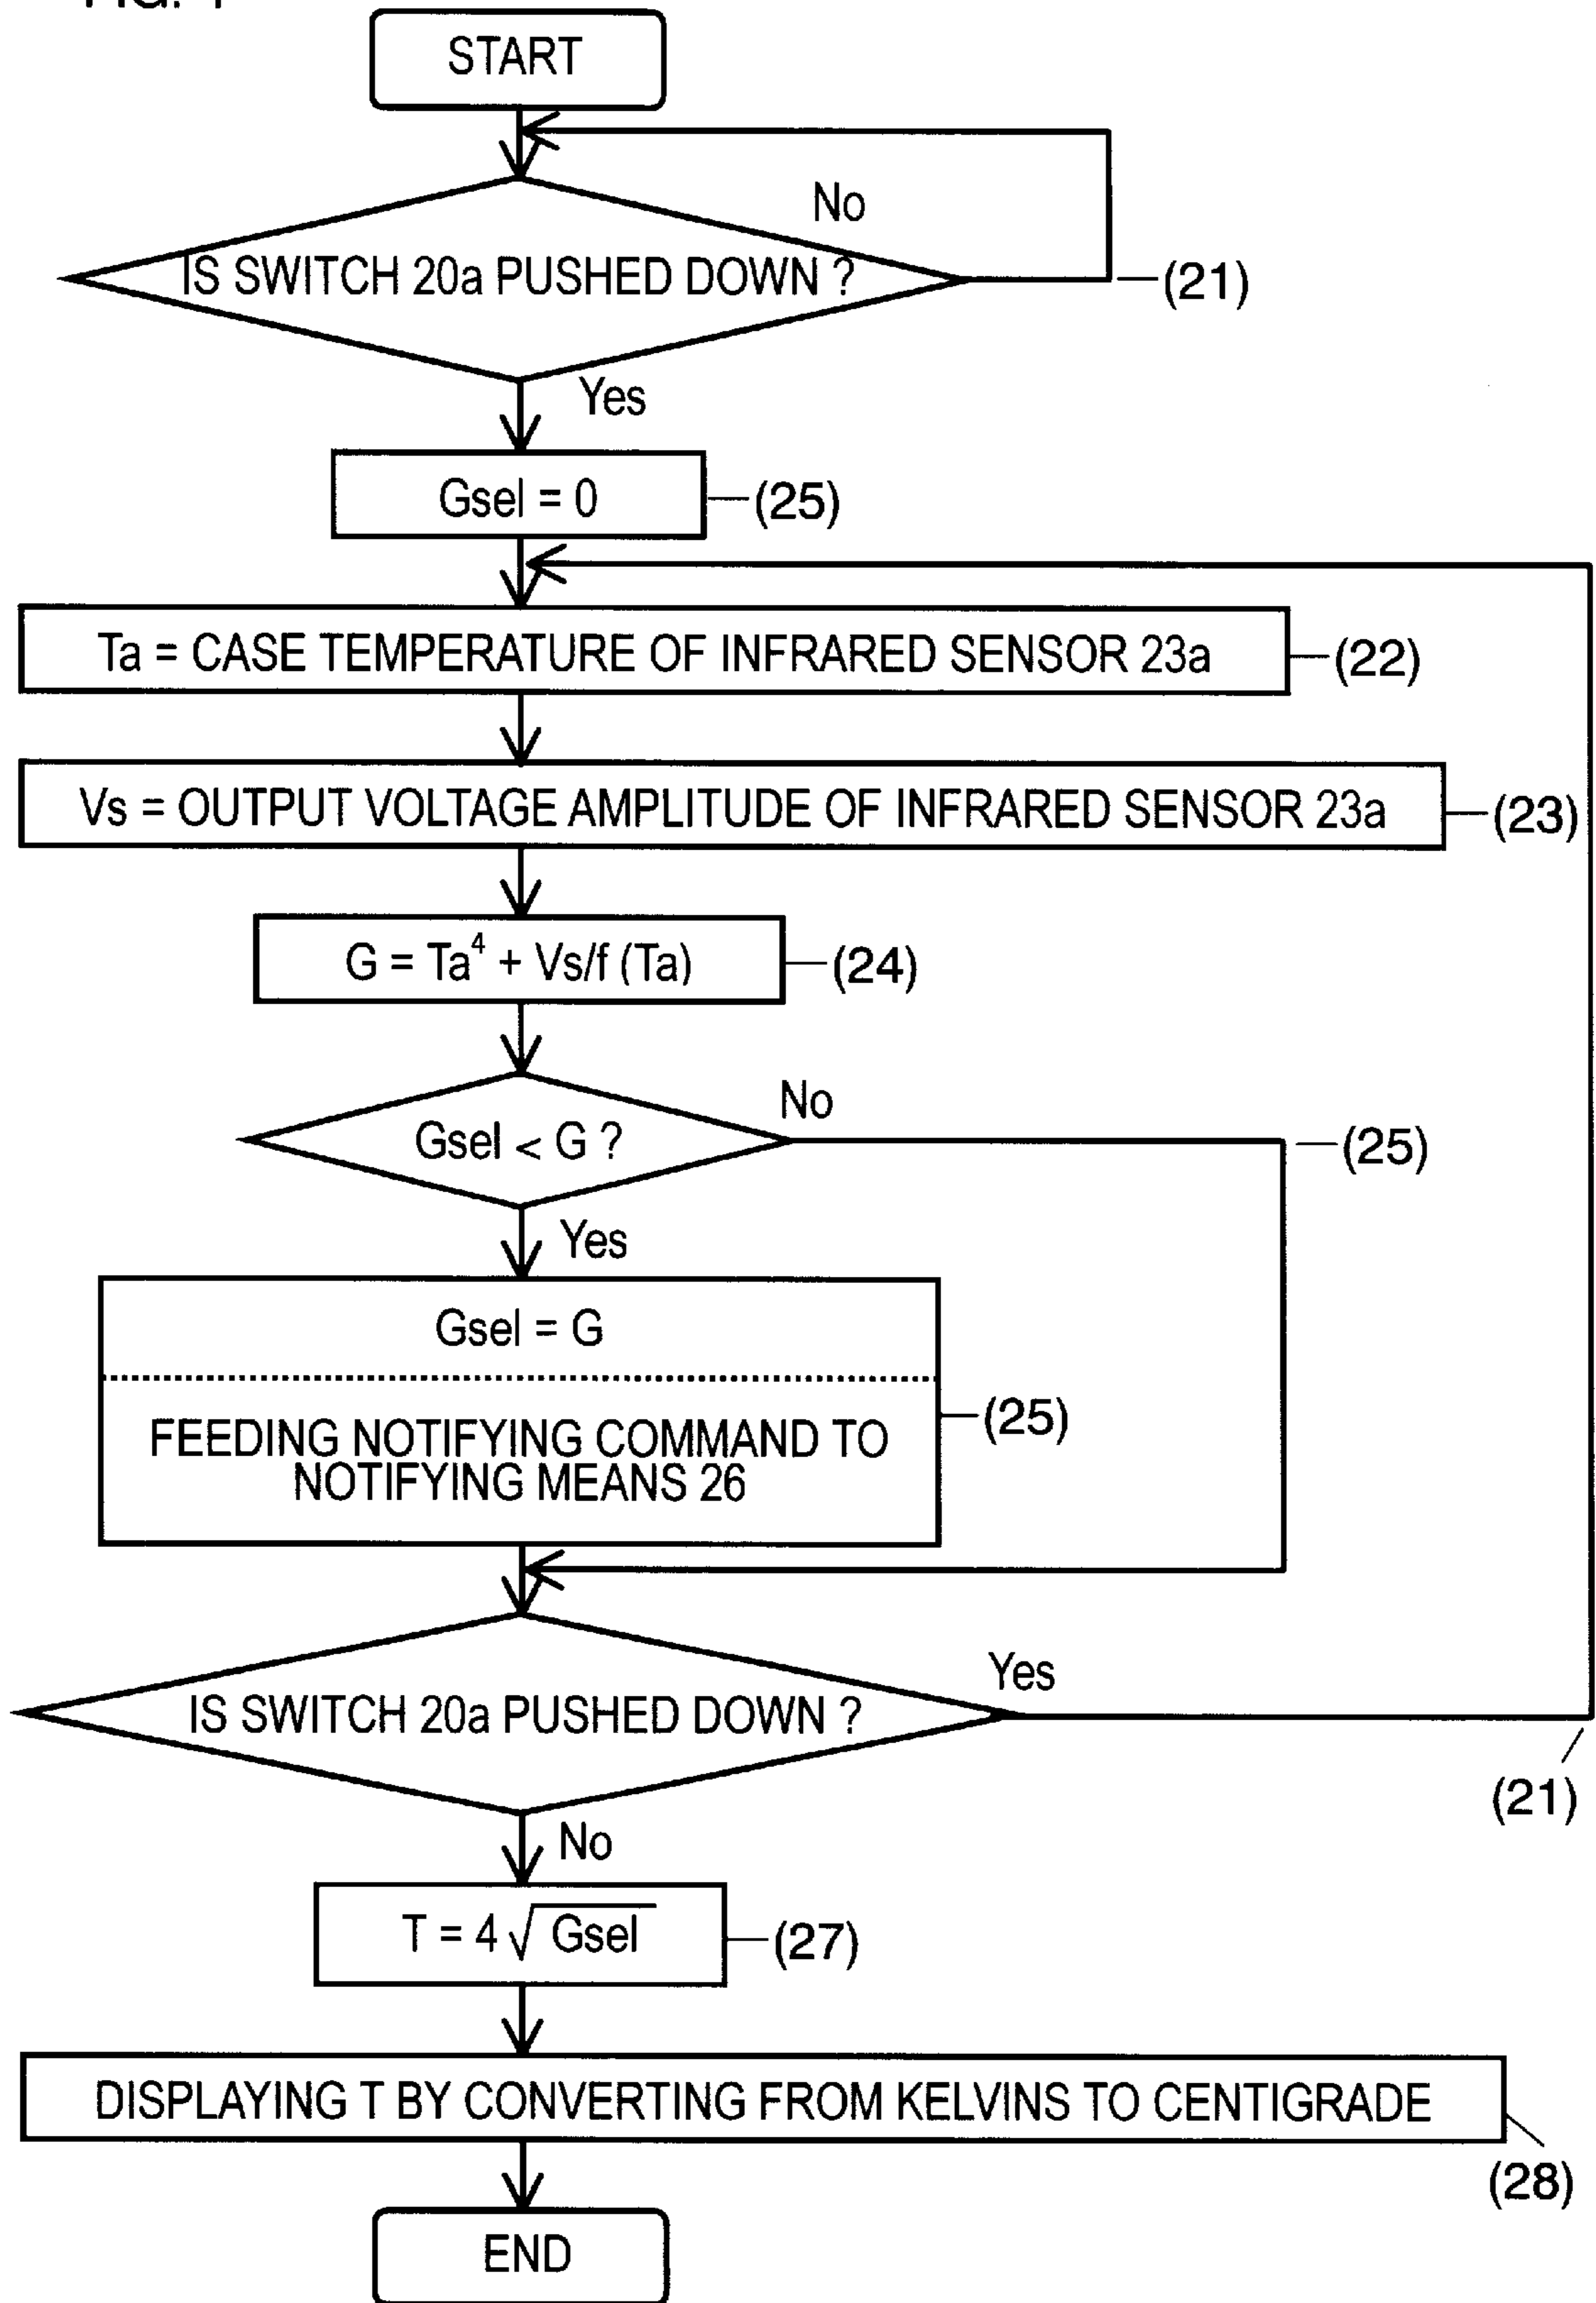 START
No
IS SWITCH 20a PUSHED DOWN ?
(21)
Yes
Gsel = 0
(25)
Ta = CASE TEMPERATURE OF INFRARED SENSOR 23a
(22)
Vs = OUTPUT VOLTAGE AMPLITUDE OF INFRARED SENSOR 23a
(23)
G = Ta⁴ + Vs/f (Ta)
(24)
No
Gsel < G ?
(25)
Yes
Gsel = G
FEEDING NOTIFYING COMMAND TO
NOTIFYING MEANS 26
(25)
Yes
IS SWITCH 20a PUSHED DOWN ?
(21)
No
T = 4 √ Gsel
(27)
DISPLAYING T BY CONVERTING FROM KELVINS TO CENTIGRADE
(28)
END